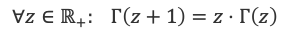 ∀z ∈ ℝ₊:  Γ(z + 1) = z · Γ(z)